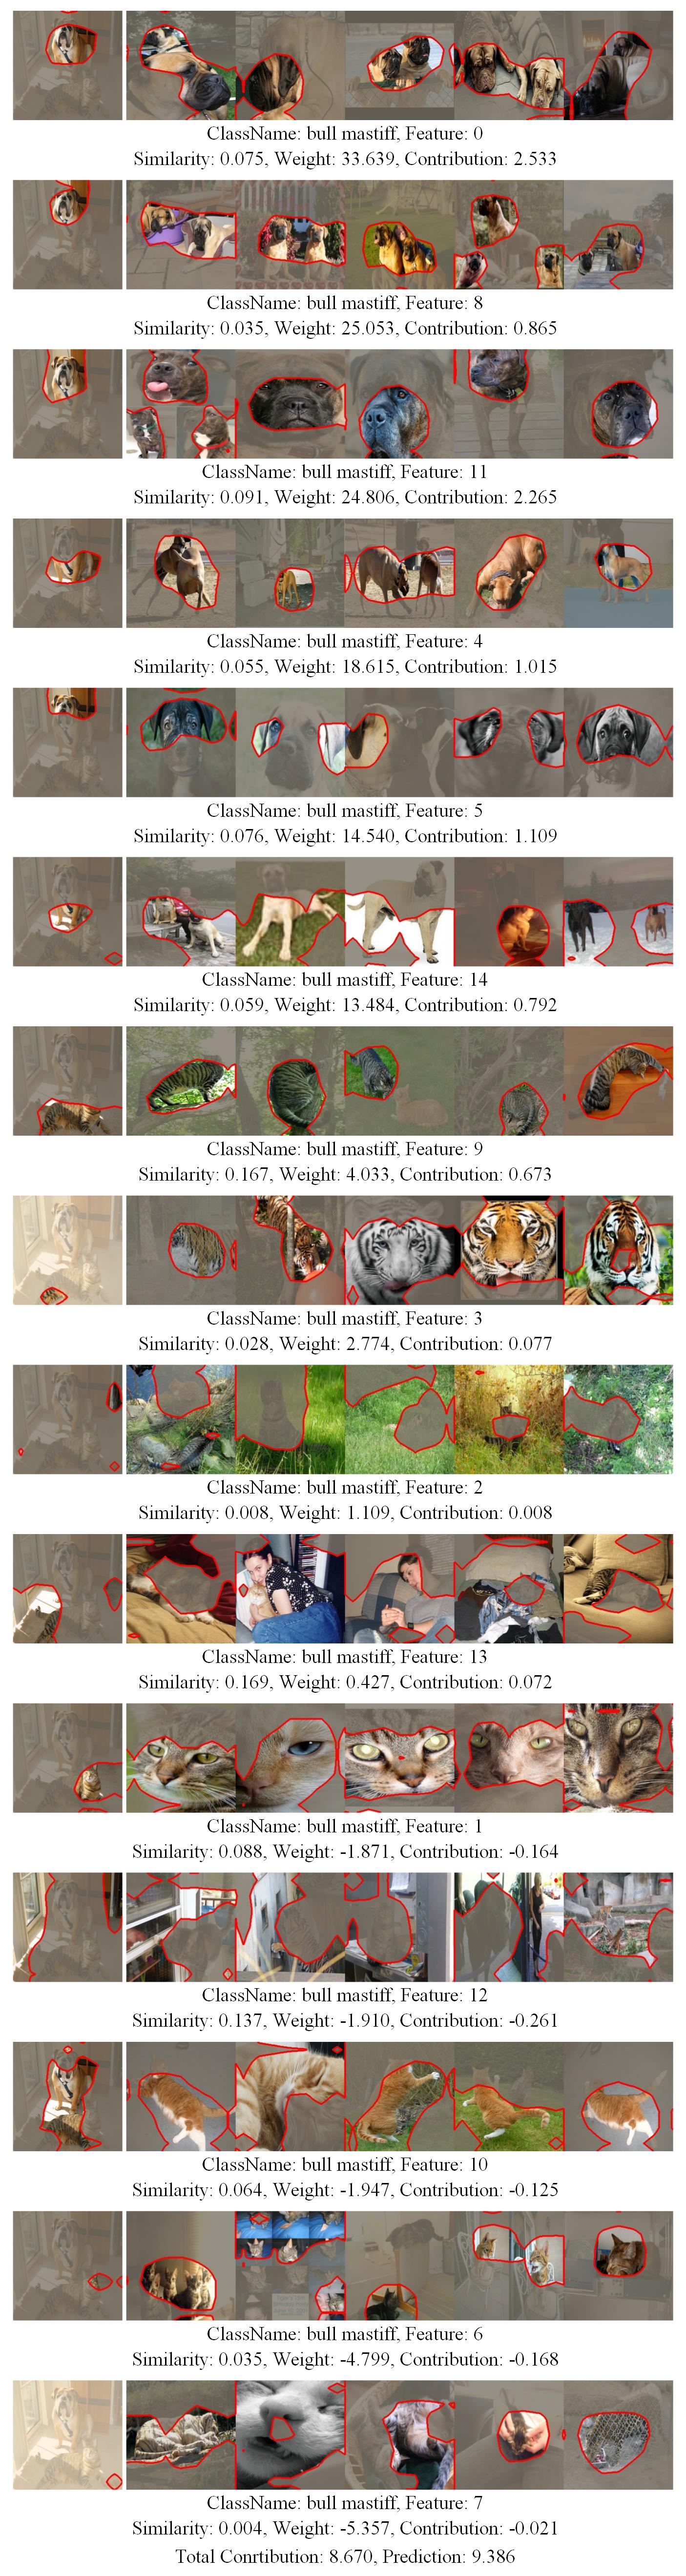 ClassName: bull mastiff, Feature: 0
Similarity: 0.075, Weight: 33.639, Contribution: 2.533
ClassName: bull mastiff, Feature: 8
Similarity: 0.035, Weight: 25.053, Contribution: 0.865
ClassName: bull mastiff, Feature: 11
Similarity: 0.091, Weight: 24.806, Contribution: 2.265
ClassName: bull mastiff, Feature: 4
Similarity: 0.055, Weight: 18.615, Contribution: 1.015
ClassName: bull mastiff, Feature: 5
Similarity: 0.076, Weight: 14.540, Contribution: 1.109
ClassName: bull mastiff, Feature: 14
Similarity: 0.059, Weight: 13.484, Contribution: 0.792
ClassName: bull mastiff, Feature: 9
Similarity: 0.167, Weight: 4.033, Contribution: 0.673
ClassName: bull mastiff, Feature: 3
Similarity: 0.028, Weight: 2.774, Contribution: 0.077
ClassName: bull mastiff, Feature: 2
Similarity: 0.008, Weight: 1.109, Contribution: 0.008
ClassName: bull mastiff, Feature: 13
Similarity: 0.169, Weight: 0.427, Contribution: 0.072
ClassName: bull mastiff, Feature: 1
Similarity: 0.088, Weight: -1.871, Contribution: -0.164
ClassName: bull mastiff, Feature: 12
Similarity: 0.137, Weight: -1.910, Contribution: -0.261
ClassName: bull mastiff, Feature: 10
Similarity: 0.064, Weight: -1.947, Contribution: -0.125
ClassName: bull mastiff, Feature: 6
Similarity: 0.035, Weight: -4.799, Contribution: -0.168
ClassName: bull mastiff, Feature: 7
Similarity: 0.004, Weight: -5.357, Contribution: -0.021
Total Conrtibution: 8.670, Prediction: 9.386